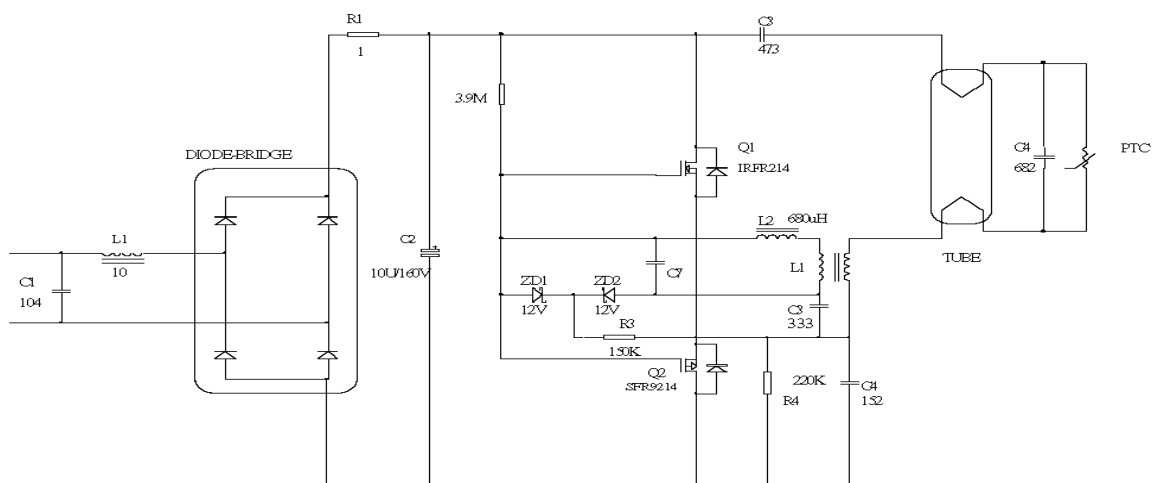 R1
1
C3
473
3.9M
DIODE-BRIDGE
Q1
IRFR214
C4
682
PTC
L1
10
C2
10U/160V
L2 680uH
C1
104
C7
L1
TUBE
ZD1
12V
ZD2
12V
C3
333
R3
150K
Q2
SFR9214
220K
R4
C4
152